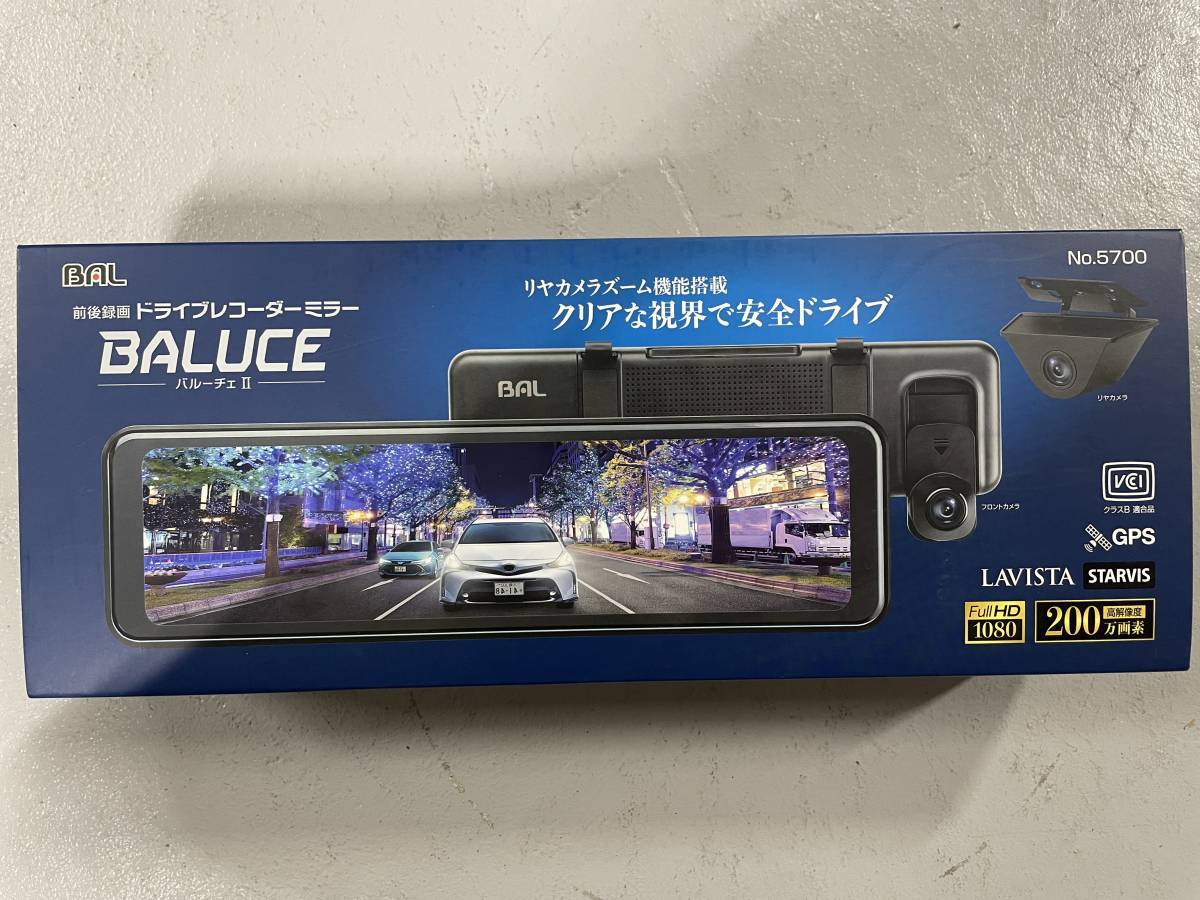 BAL
前後録画 ドライブレコーダーミラー
BALUCE
バルーチェ II
リヤカメラズーム機能搭載
クリアな視界で安全ドライブ
No.5700
リヤカメラ
BAL
フロントカメラ
VCCI
クラスB 適合品
GPS
LAVISTA STARVIS
Full HD
1080
200 高解像度
万画素
・41-48